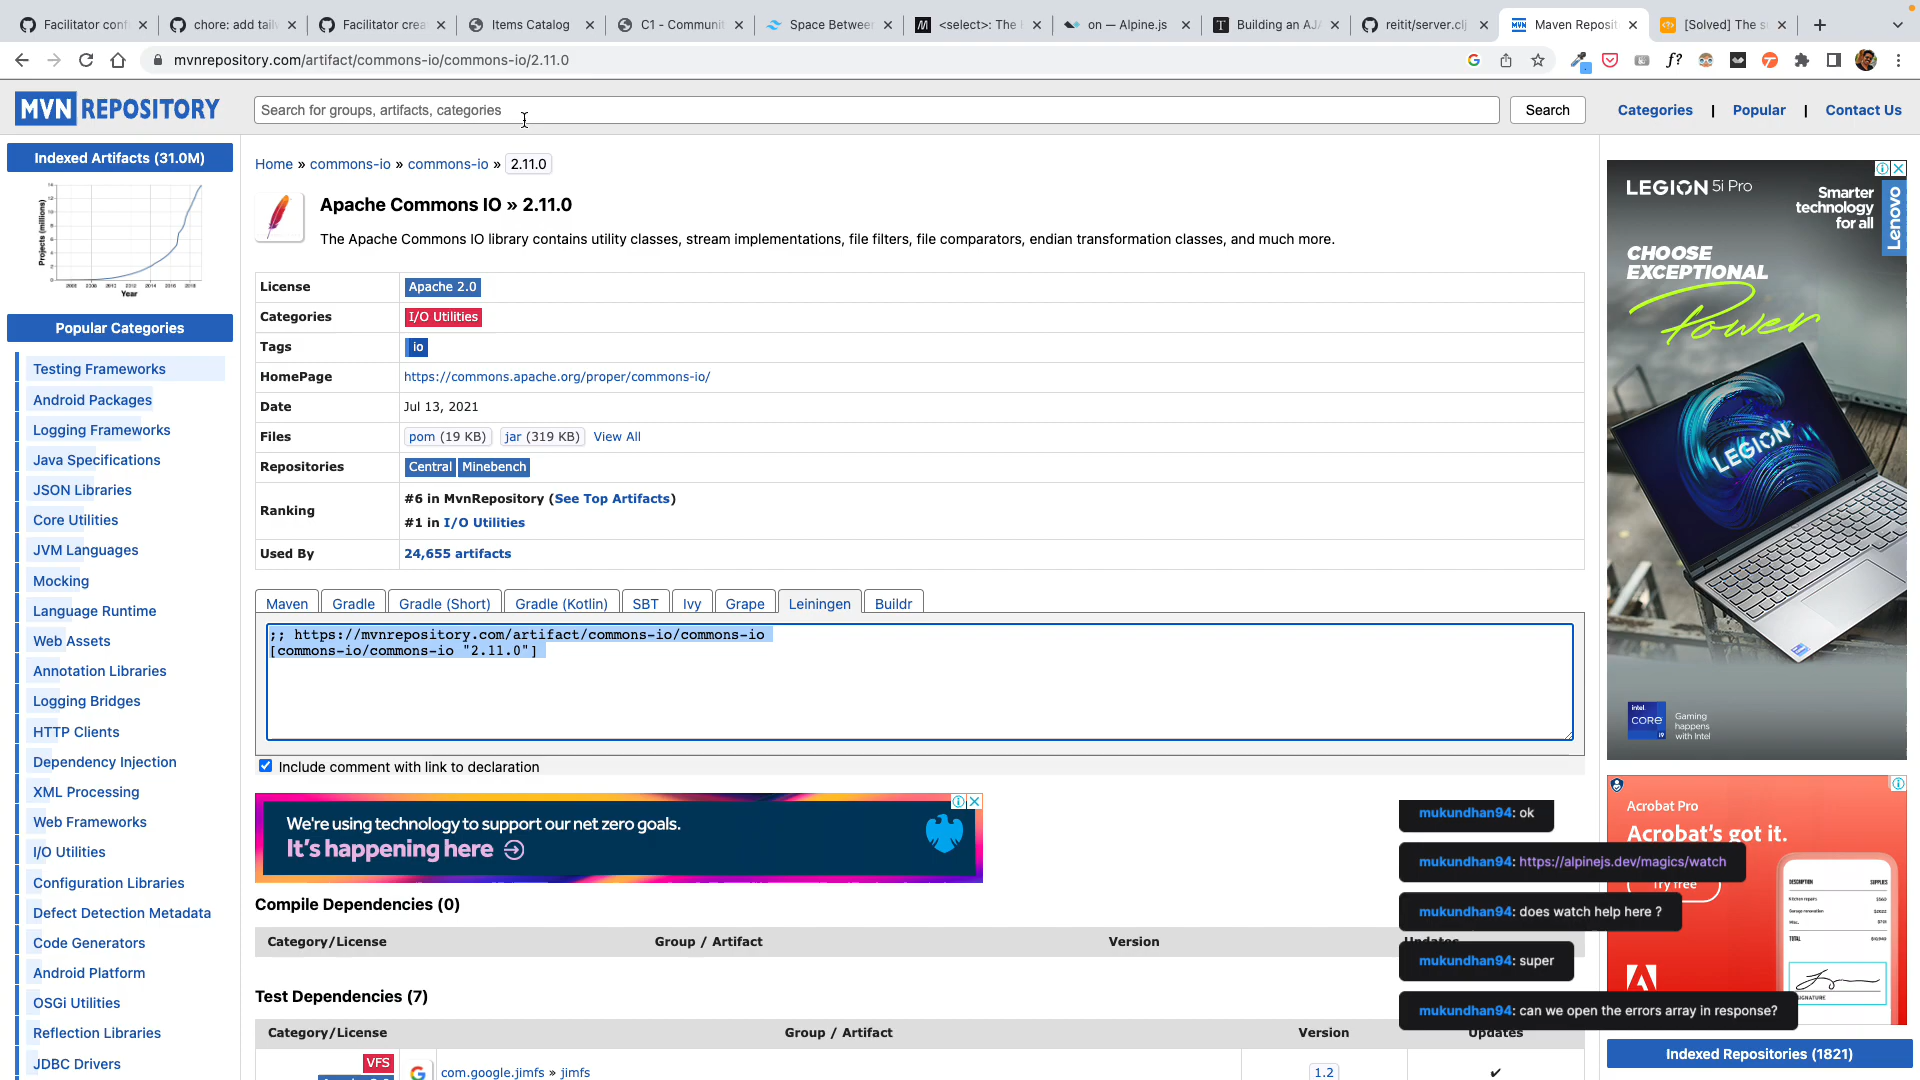 Facilitator conf
chore: add tailw
Facilitator crea
Items Catalog
C1 - Communit
Space Betwee
<select>: The
on — Alpine.js
Building an AJA
reitit/server.clj
Maven Reposit
[Solved] The s
mvnrepository.com/artifact/commons-io/commons-io/2.11.0
MVN REPOSITORY
Search for groups, artifacts, categories
Search
Categories | Popular | Contact Us
Indexed Artifacts (31.0M)
Projects (millions)
Year
Popular Categories
Testing Frameworks
Android Packages
Logging Frameworks
Java Specifications
JSON Libraries
Core Utilities
JVM Languages
Mocking
Language Runtime
Web Assets
Annotation Libraries
Logging Bridges
HTTP Clients
Dependency Injection
XML Processing
Web Frameworks
I/O Utilities
Configuration Libraries
Defect Detection Metadata
Code Generators
Android Platform
OSGi Utilities
Reflection Libraries
JDBC Drivers
Home » commons-io » commons-io » 2.11.0
Apache Commons IO » 2.11.0
The Apache Commons IO library contains utility classes, stream implementations, file filters, file comparators, endian transformation classes, and much more.
License Apache 2.0
Categories I/O Utilities
Tags io
HomePage https://commons.apache.org/proper/commons-io/
Date Jul 13, 2021
Files pom (19 KB) jar (319 KB) View All
Repositories Central Minebench
Ranking #6 in MvnRepository (See Top Artifacts)
#1 in I/O Utilities
Used By 24,655 artifacts
Maven Gradle Gradle (Short) Gradle (Kotlin) SBT Ivy Grape Leiningen Buildr
;; https://mvnrepository.com/artifact/commons-io/commons-io
[commons-io/commons-io "2.11.0"]
Include comment with link to declaration
We're using technology to support our net zero goals.
It's happening here
Compile Dependencies (0)
Category/License Group / Artifact Version Updates
Test Dependencies (7)
Category/License Group / Artifact Version Updates
VFS
com.google.jimfs » jimfs 1.2 ✔
LEGION 5i Pro
Smarter
technology
for all
Lenovo
CHOOSE
EXCEPTIONAL
Power
LEGION
intel
CORE
i9
Gaming
happens
with Intel
Acrobat Pro
Acrobat's got it.
Try free
DESCRIPTION SUPPLIES
TOTAL
SIGNATURE
mukundhan94: ok
mukundhan94: https://alpinejs.dev/magics/watch
mukundhan94: does watch help here ?
mukundhan94: super
mukundhan94: can we open the errors array in response?
Indexed Repositories (1821)